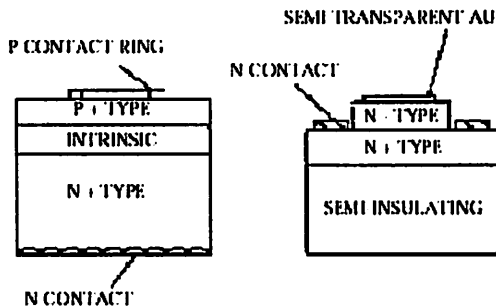 P CONTACT RING
P + TYPE
INTRINSIC
N + TYPE
N CONTACT
SEMI TRANSPARENT AU
N CONTACT
N - TYPE
N + TYPE
SEMI INSULATING